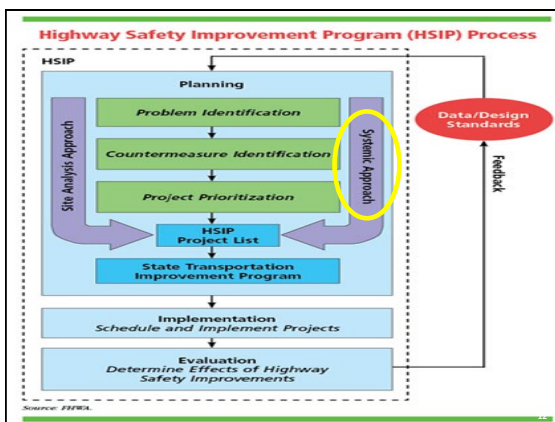 Highway Safety Improvement Program (HSIP) Process
HSIP
Planning
Site Analysis Approach
Problem Identification
Countermeasure Identification
Project Prioritization
Systemic Approach
HSIP
Project List
State Transportation
Improvement Program
Data/Design
Standards
Feedback
Implementation
Schedule and Implement Projects
Evaluation
Determine Effects of Highway
Safety Improvements
Source: FHWA.
12